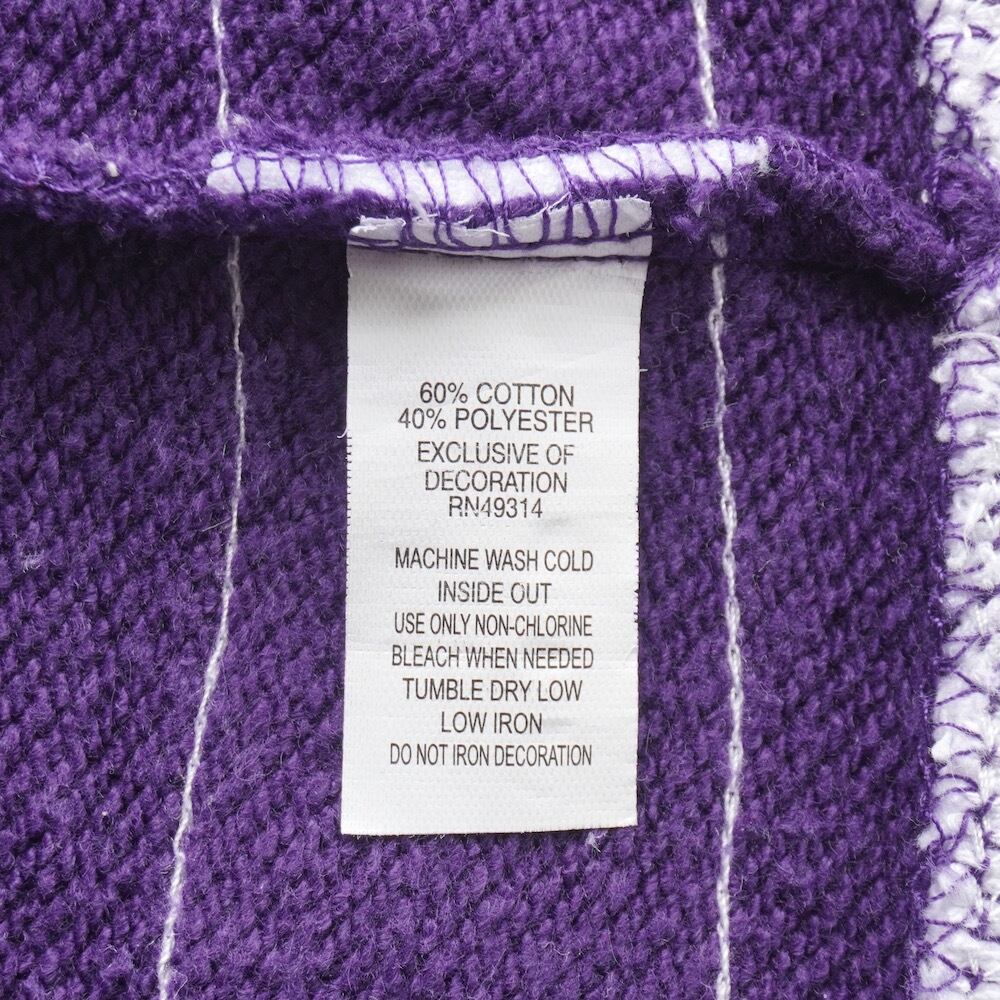 60% COTTON
40% POLYESTER
EXCLUSIVE OF
DECORATION
RN49314
MACHINE WASH COLD
INSIDE OUT
USE ONLY NON-CHLORINE
BLEACH WHEN NEEDED
TUMBLE DRY LOW
LOW IRON
DO NOT IRON DECORATION